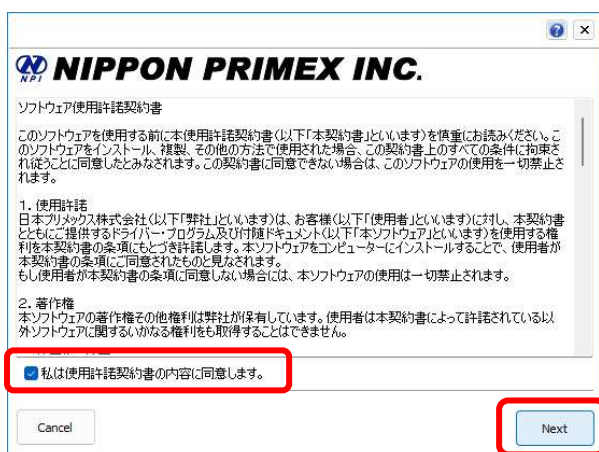 NPI NIPPON PRIMEX INC.
ソフトウェア使用許諾契約書
このソフトウェアを使用する前に本使用許諾契約書(以下「本契約書」といいます)を慎重にお読みください。こ
のソフトウェアをインストール、複製、その他の方法で使用された場合、この契約書上のすべての条件に拘束さ
れ従うことに同意したとみなされます。この契約書に同意できない場合は、このソフトウェアの使用を一切禁止さ
れます。
1. 使用許諾
日本プリメックス株式会社(以下「弊社」といいます)は、お客様(以下「使用者」といいます)に対し、本契約書
とともにご提供するドライバー・プログラム及び付随ドキュメント(以下「本ソフトウェア」といいます)を使用する権
利を本契約書の条項にもとづき許諾します。本ソフトウェアをコンピューターにインストールすることで、使用者が
本契約書の条項にご同意されたものと見なされます。
もし使用者が本契約書の条項に同意しない場合には、本ソフトウェアの使用は一切禁止されます。
2. 著作権
本ソフトウェアの著作権その他権利は弊社が保有しています。使用者は本契約書によって許諾されている以
外ソフトウェアに関するいかなる権利をも取得することはできません。
私は使用許諾契約書の内容に同意します。
Cancel
Next